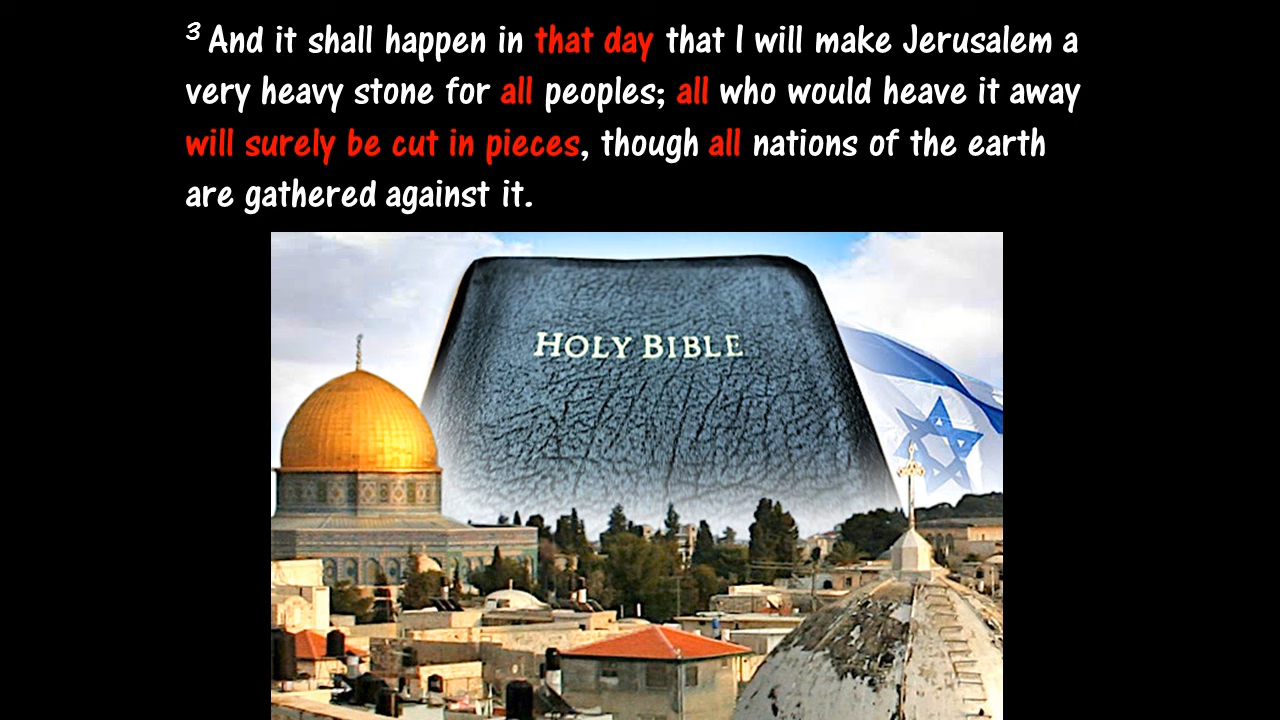 3 And it shall happen in that day that I will make Jerusalem a
very heavy stone for all peoples; all who would heave it away
will surely be cut in pieces, though all nations of the earth
are gathered against it.
HOLY BIBLE